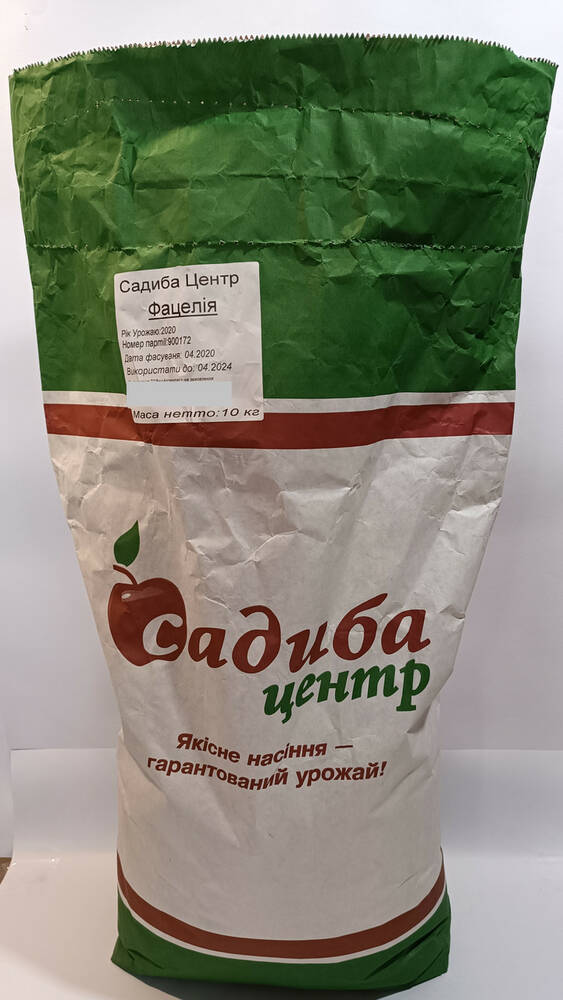 Садиба Центр
Фацелія
Рік Урожаю:2020
Номер партії:900172
Дата фасуваня: 04.2020
Використати до: 04.2024
Маса нетто:10 кг
Садиба
центр
Якісне насіння —
гарантований урожай!